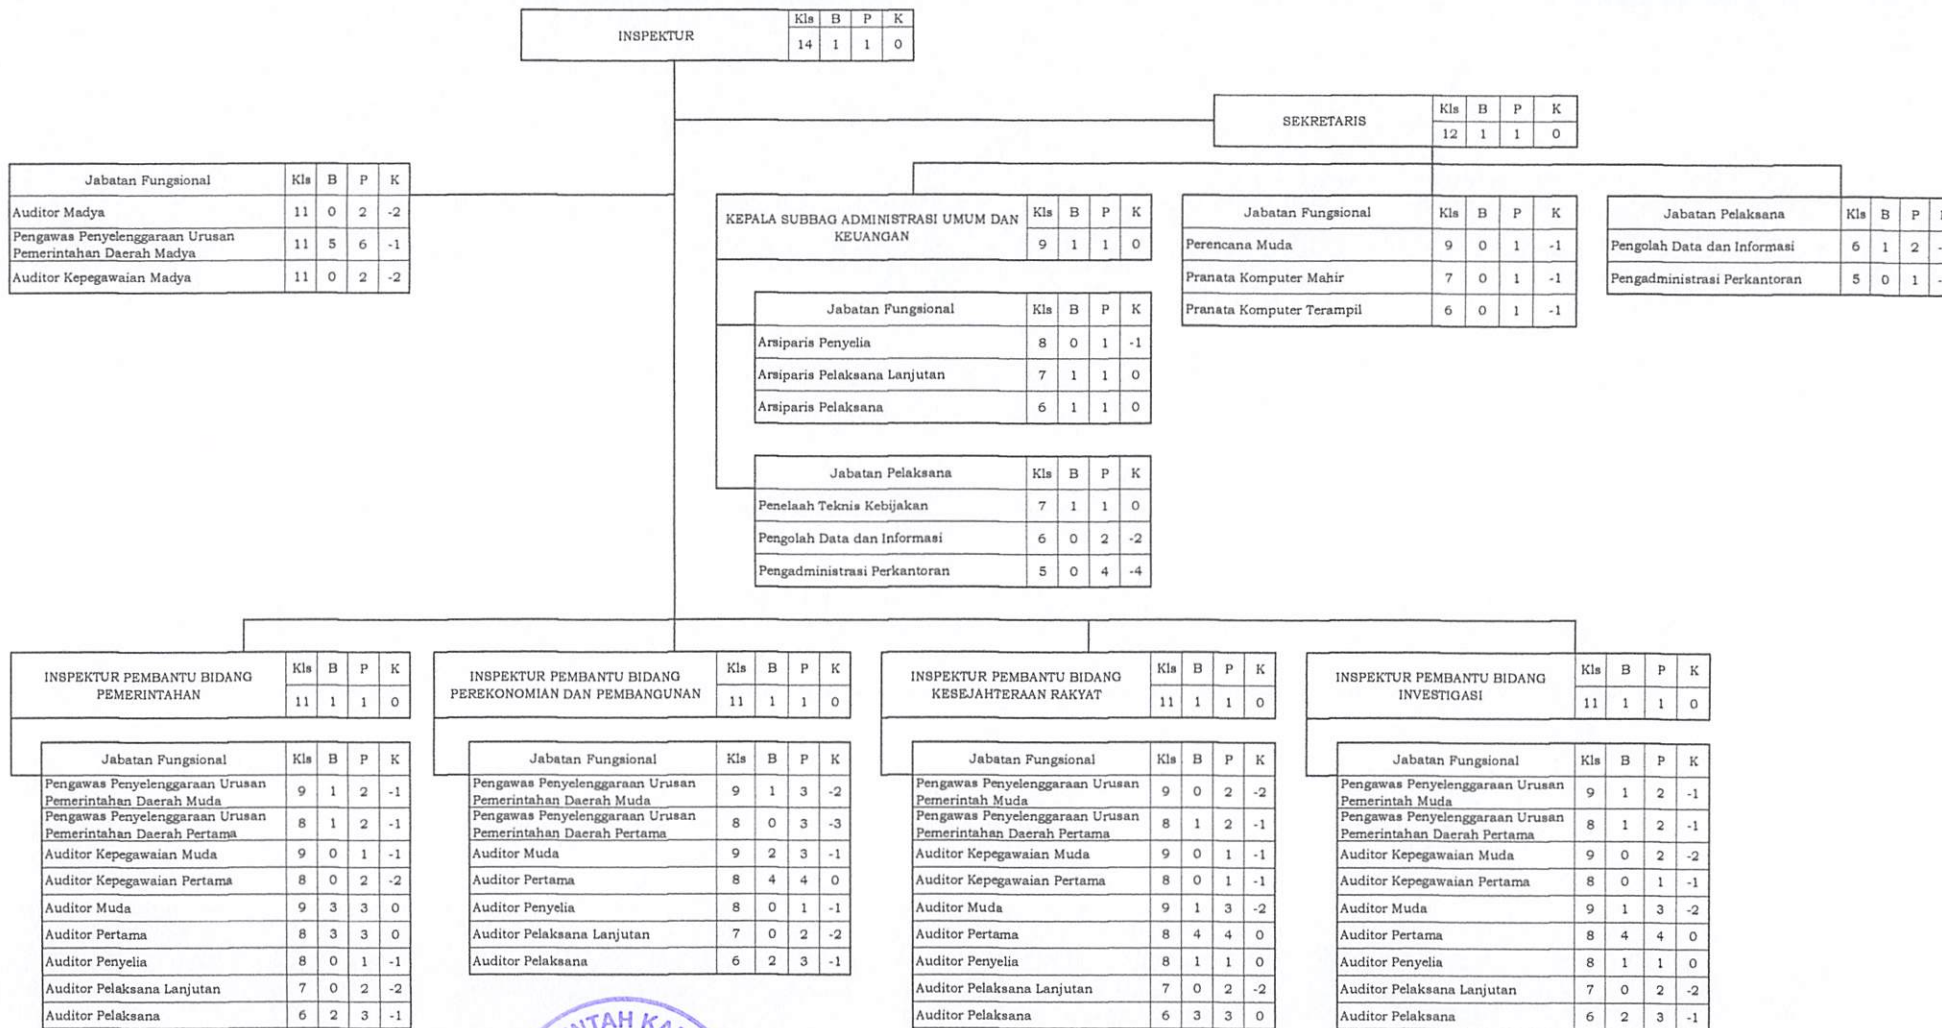 Kls B P K
INSPEKTUR 14 1 1 0
Kls B P K
SEKRETARIS 12 1 1 0
Jabatan Fungsional Kls B P K
Auditor Madya 11 0 2 -2
Pengawas Penyelenggaraan Urusan
Pemerintahan Daerah Madya 11 5 6 -1
Auditor Kepegawaian Madya 11 0 2 -2
KEPALA SUBBAG ADMINISTRASI UMUM DAN
KEUANGAN
Kls B P K
9 1 1 0
Jabatan Fungsional Kls B P K
Arsiparis Penyelia 8 0 1 -1
Arsiparis Pelaksana Lanjutan 7 1 1 0
Arsiparis Pelaksana 6 1 1 0
Jabatan Pelaksana Kls B P K
Penelaah Teknis Kebijakan 7 1 1 0
Pengolah Data dan Informasi 6 0 2 -2
Pengadministrasi Perkantoran 5 0 4 -4
Jabatan Fungsional Kls B P K
Perencana Muda 9 0 1 -1
Pranata Komputer Mahir 7 0 1 -1
Pranata Komputer Terampil 6 0 1 -1
Jabatan Pelaksana Kls B P
Pengolah Data dan Informasi 6 1 2
Pengadministrasi Perkantoran 5 0 1
INSPEKTUR PEMBANTU BIDANG
PEMERINTAHAN
Kls B P K
11 1 1 0
Jabatan Fungsional Kls B P K
Pengawas Penyelenggaraan Urusan
Pemerintahan Daerah Muda 9 1 2 -1
Pengawas Penyelenggaraan Urusan
Pemerintahan Daerah Pertama 8 1 2 -1
Auditor Kepegawaian Muda 9 0 1 -1
Auditor Kepegawaian Pertama 8 0 2 -2
Auditor Muda 9 3 3 0
Auditor Pertama 8 3 3 0
Auditor Penyelia 8 0 1 -1
Auditor Pelaksana Lanjutan 7 0 2 -2
Auditor Pelaksana 6 2 3 -1
INSPEKTUR PEMBANTU BIDANG
PEREKONOMIAN DAN PEMBANGUNAN
Kls B P K
11 1 1 0
Jabatan Fungsional Kls B P K
Pengawas Penyelenggaraan Urusan
Pemerintahan Daerah Muda 9 1 3 -2
Pengawas Penyelenggaraan Urusan
Pemerintahan Daerah Pertama 8 0 3 -3
Auditor Muda 9 2 3 -1
Auditor Pertama 8 4 4 0
Auditor Penyelia 8 0 1 -1
Auditor Pelaksana Lanjutan 7 0 2 -2
Auditor Pelaksana 6 2 3 -1
INSPEKTUR PEMBANTU BIDANG
KESEJAHTERAAN RAKYAT
Kls B P K
11 1 1 0
Jabatan Fungsional Kls B P K
Pengawas Penyelenggaraan Urusan
Pemerintah Muda 9 0 2 -2
Pengawas Penyelenggaraan Urusan
Pemerintahan Daerah Pertama 8 1 2 -1
Auditor Kepegawaian Muda 9 0 1 -1
Auditor Kepegawaian Pertama 8 0 1 -1
Auditor Muda 9 1 3 -2
Auditor Pertama 8 4 4 0
Auditor Penyelia 8 1 1 0
Auditor Pelaksana Lanjutan 7 0 2 -2
Auditor Pelaksana 6 3 3 0
INSPEKTUR PEMBANTU BIDANG
INVESTIGASI
Kls B P K
11 1 1 0
Jabatan Fungsional Kls B P K
Pengawas Penyelenggaraan Urusan
Pemerintah Muda 9 1 2 -1
Pengawas Penyelenggaraan Urusan
Pemerintahan Daerah Pertama 8 1 2 -1
Auditor Kepegawaian Muda 9 0 2 -2
Auditor Kepegawaian Pertama 8 0 1 -1
Auditor Muda 9 1 3 -2
Auditor Pertama 8 4 4 0
Auditor Penyelia 8 1 1 0
Auditor Pelaksana Lanjutan 7 0 2 -2
Auditor Pelaksana 6 2 3 -1